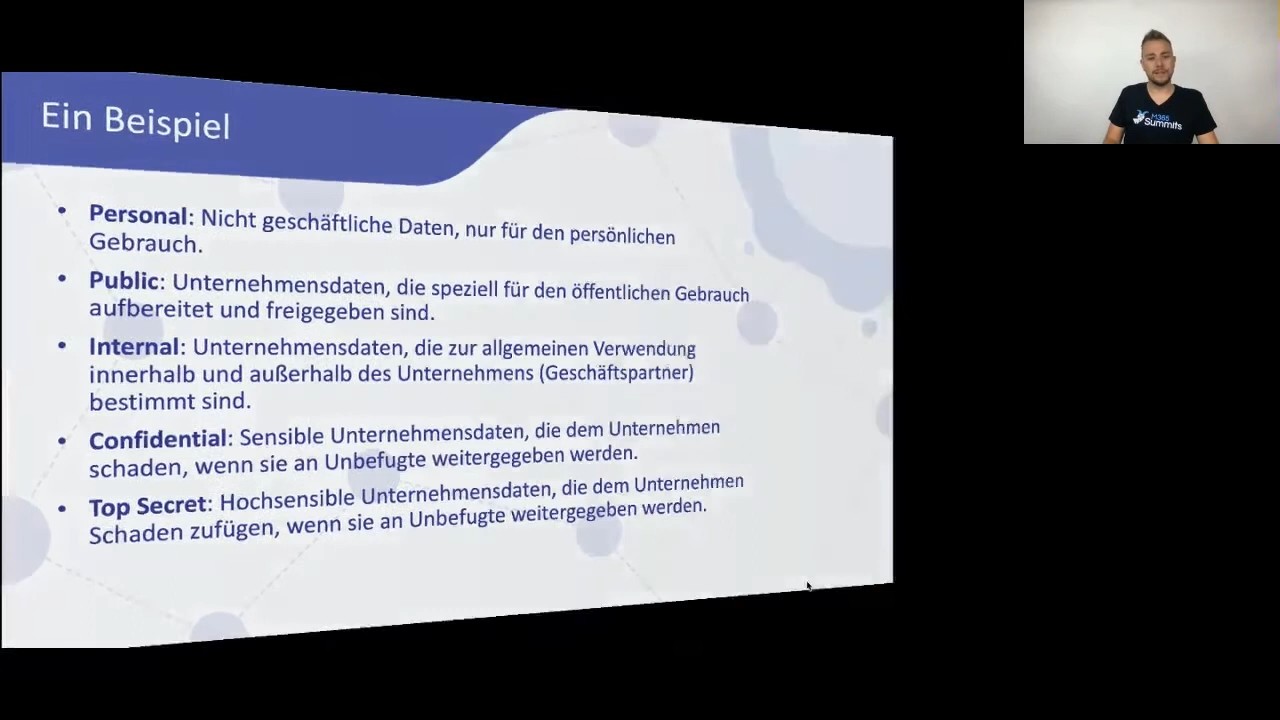 Ein Beispiel
• Personal: Nicht geschäftliche Daten, nur für den persönlichen
Gebrauch.
• Public: Unternehmensdaten, die speziell für den öffentlichen Gebrauch
aufbereitet und freigegeben sind.
• Internal: Unternehmensdaten, die zur allgemeinen Verwendung
innerhalb und außerhalb des Unternehmens (Geschäftspartner)
bestimmt sind.
• Confidential: Sensible Unternehmensdaten, die dem Unternehmen
schaden, wenn sie an Unbefugte weitergegeben werden.
• Top Secret: Hochsensible Unternehmensdaten, die dem Unternehmen
Schaden zufügen, wenn sie an Unbefugte weitergegeben werden.
M365
Summits